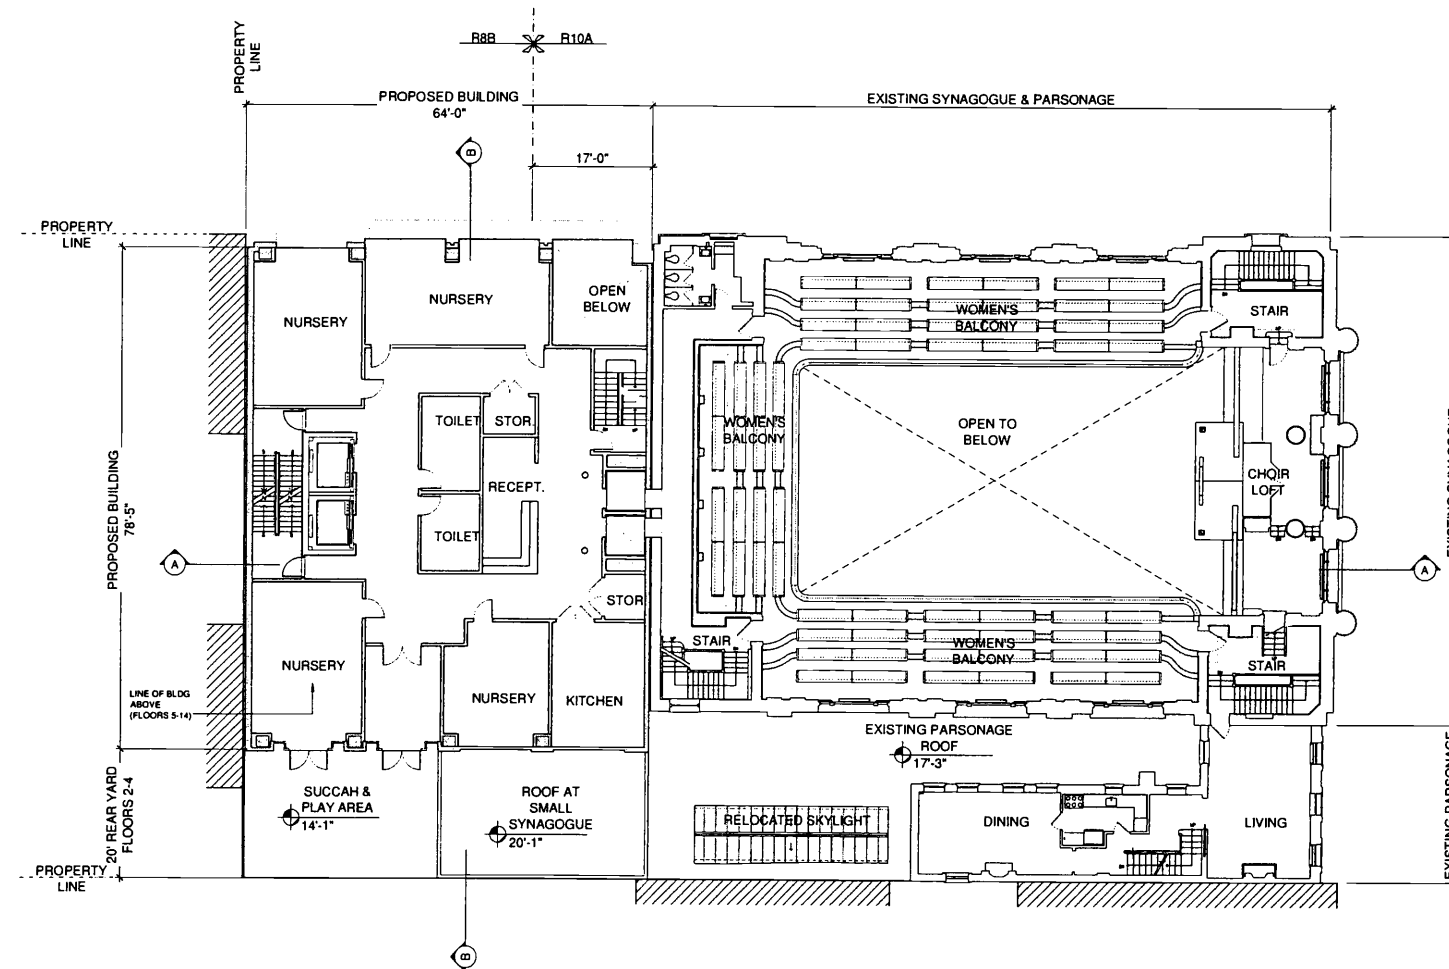 R8B
R10A
PROPERTY
LINE
PROPOSED BUILDING
64'-0"
EXISTING SYNAGOGUE & PARSONAGE
B
17'-0"
PROPERTY
LINE
NURSERY
NURSERY
OPEN
BELOW
WOMEN'S
BALCONY
STAIR
TOILET
STOR
WOMEN'S
BALCONY
OPEN TO
BELOW
CHOIR
LOFT
RECEPT.
PROPOSED BUILDING
78'-5"
TOILET
A
A
STOR
STAIR
WOMEN'S
BALCONY
STAIR
NURSERY
LINE OF BLDG
ABOVE
(FLOORS 5-14)
NURSERY
KITCHEN
EXISTING PARSONAGE
ROOF
17'-3"
20' REAR YARD
FLOORS 2-4
SUCCAH &
PLAY AREA
14'-1"
ROOF AT
SMALL
SYNAGOGUE
20'-1"
RELOCATED SKYLIGHT
DINING
LIVING
EXISTING PARSONAGE
PROPERTY
LINE
B